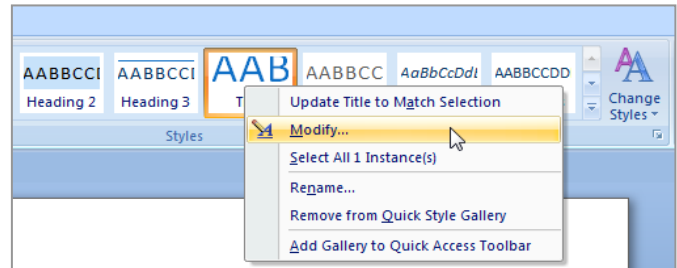 AABBCCI AABBCCI AAB AABBCC AaBbCcDdI AABBCCDD
Heading 2 Heading 3 T Change Styles
Styles
Update Title to Match Selection
Modify...
Select All 1 Instance(s)
Rename...
Remove from Quick Style Gallery
Add Gallery to Quick Access Toolbar